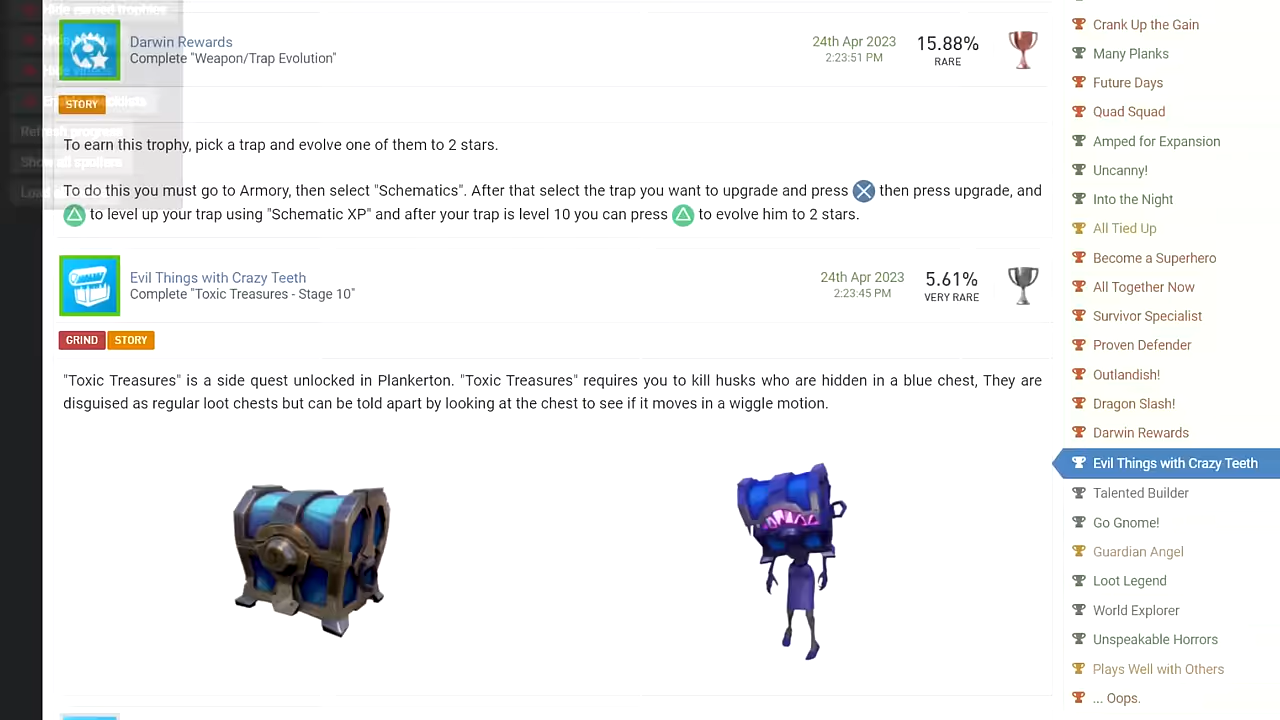 Hide earned trophies
Darwin Rewards
Complete "Weapon/Trap Evolution"
24th Apr 2023
2:23:51 PM
15.88%
RARE
STORY
Refresh progress
Show all spoilers
To earn this trophy, pick a trap and evolve one of them to 2 stars.
To do this you must go to Armory, then select "Schematics". After that select the trap you want to upgrade and press then press upgrade, and
to level up your trap using "Schematic XP" and after your trap is level 10 you can press to evolve him to 2 stars.
Evil Things with Crazy Teeth
Complete "Toxic Treasures - Stage 10"
24th Apr 2023
2:23:45 PM
5.61%
VERY RARE
GRIND STORY
"Toxic Treasures" is a side quest unlocked in Plankerton. "Toxic Treasures" requires you to kill husks who are hidden in a blue chest, They are
disguised as regular loot chests but can be told apart by looking at the chest to see if it moves in a wiggle motion.
Crank Up the Gain
Many Planks
Future Days
Quad Squad
Amped for Expansion
Uncanny!
Into the Night
All Tied Up
Become a Superhero
All Together Now
Survivor Specialist
Proven Defender
Outlandish!
Dragon Slash!
Darwin Rewards
Evil Things with Crazy Teeth
Talented Builder
Go Gnome!
Guardian Angel
Loot Legend
World Explorer
Unspeakable Horrors
Plays Well with Others
... Oops.